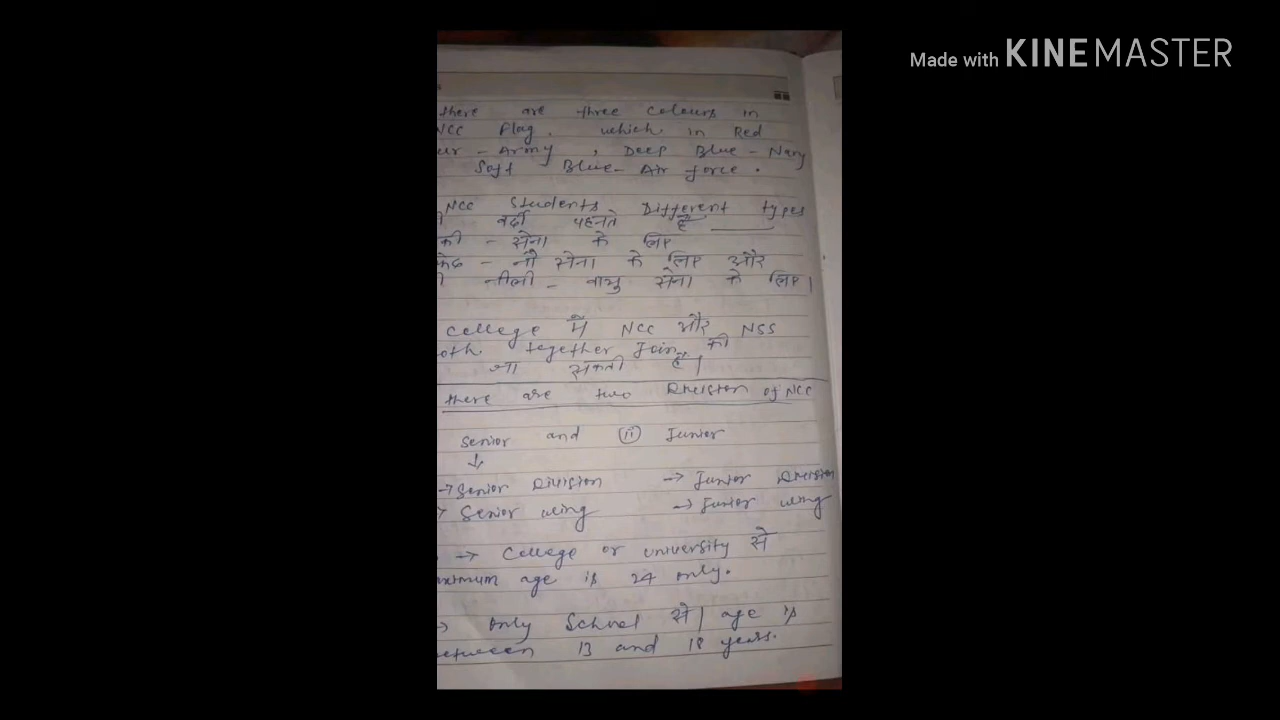 Made with KINEMASTER
there are three colours in
NCC Flag, which in Red
- Army, Deep Blue - Navy
Soft Blue - Air force.
NCC Students Different types
वर्दी पहनते हैं
- सेना के लिए
- नौ सेना के लिए और
नीली - वायु सेना के लिए।
College में NCC और NSS
together Join की
जा सकती है।
there are two Division of NCC
Senior and (ii) Junior
→ Senior Division → Junior Division
→ Senior wing → Junior wing
→ College or university से
age is 24 only.
→ Only School से। age is
between 13 and 18 years.